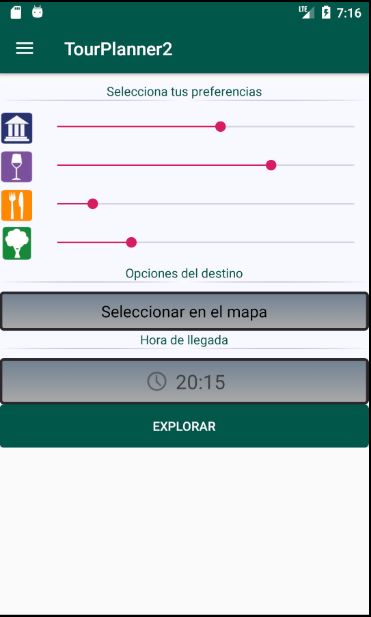 LTE 7:16
TourPlanner2
Selecciona tus preferencias
Opciones del destino
Seleccionar en el mapa
Hora de llegada
20:15
EXPLORAR